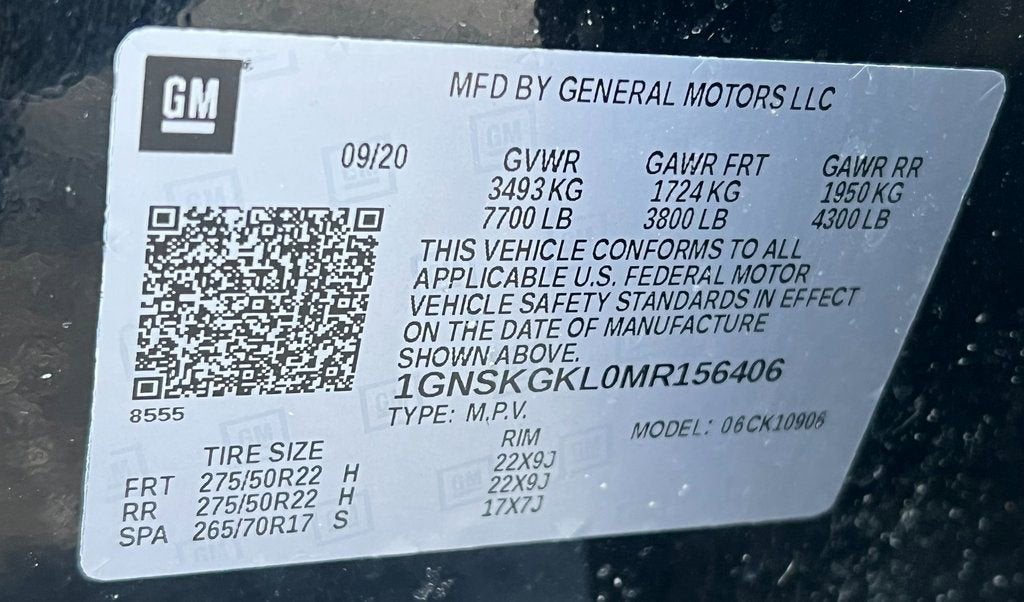 GM
MFD BY GENERAL MOTORS LLC
09/20
GVWR GAWR FRT GAWR RR
3493 KG 1724 KG 1950 KG
7700 LB 3800 LB 4300 LB
THIS VEHICLE CONFORMS TO ALL
APPLICABLE U.S. FEDERAL MOTOR
VEHICLE SAFETY STANDARDS IN EFFECT
ON THE DATE OF MANUFACTURE
SHOWN ABOVE.
1GNSKGKL0MR156406
8555
TYPE: M.P.V.
MODEL: 06CK10906
TIRE SIZE RIM
FRT 275/50R22 H 22X9J
RR 275/50R22 H 22X9J
SPA 265/70R17 S 17X7J